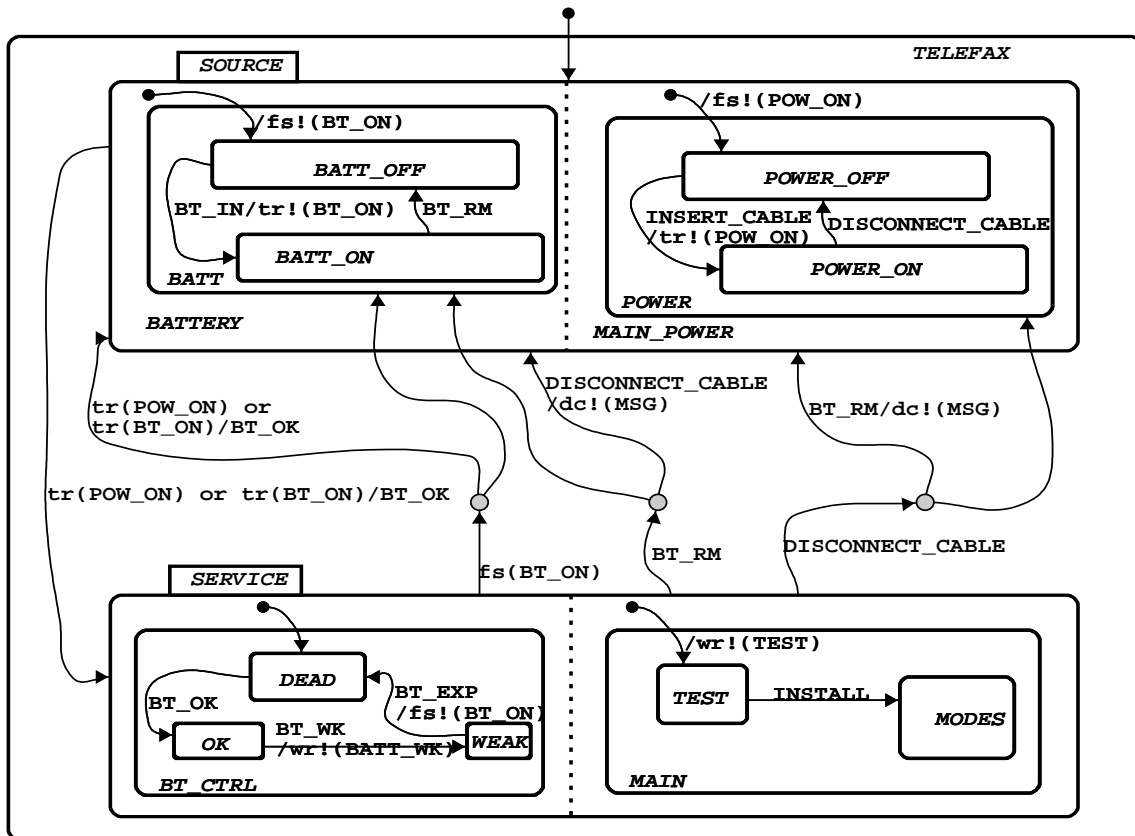 TELEFAX
SOURCE
/fs!(BT_ON)
BATT_OFF
BT_IN/tr!(BT_ON)
BT_RM
BATT_ON
BATT
BATTERY
/fs!(POW_ON)
POWER_OFF
INSERT_CABLE
/tr!(POW_ON)
DISCONNECT_CABLE
POWER_ON
POWER
MAIN_POWER
tr(POW_ON) or
tr(BT_ON)/BT_OK
DISCONNECT_CABLE
/dc!(MSG)
BT_RM/dc!(MSG)
tr(POW_ON) or tr(BT_ON)/BT_OK
fs(BT_ON)
BT_RM
DISCONNECT_CABLE
SERVICE
DEAD
BT_OK
BT_EXP
/fs!(BT_ON)
OK
BT_WK
/wr!(BATT_WK)
WEAK
BT_CTRL
/wr!(TEST)
TEST
INSTALL
MODES
MAIN